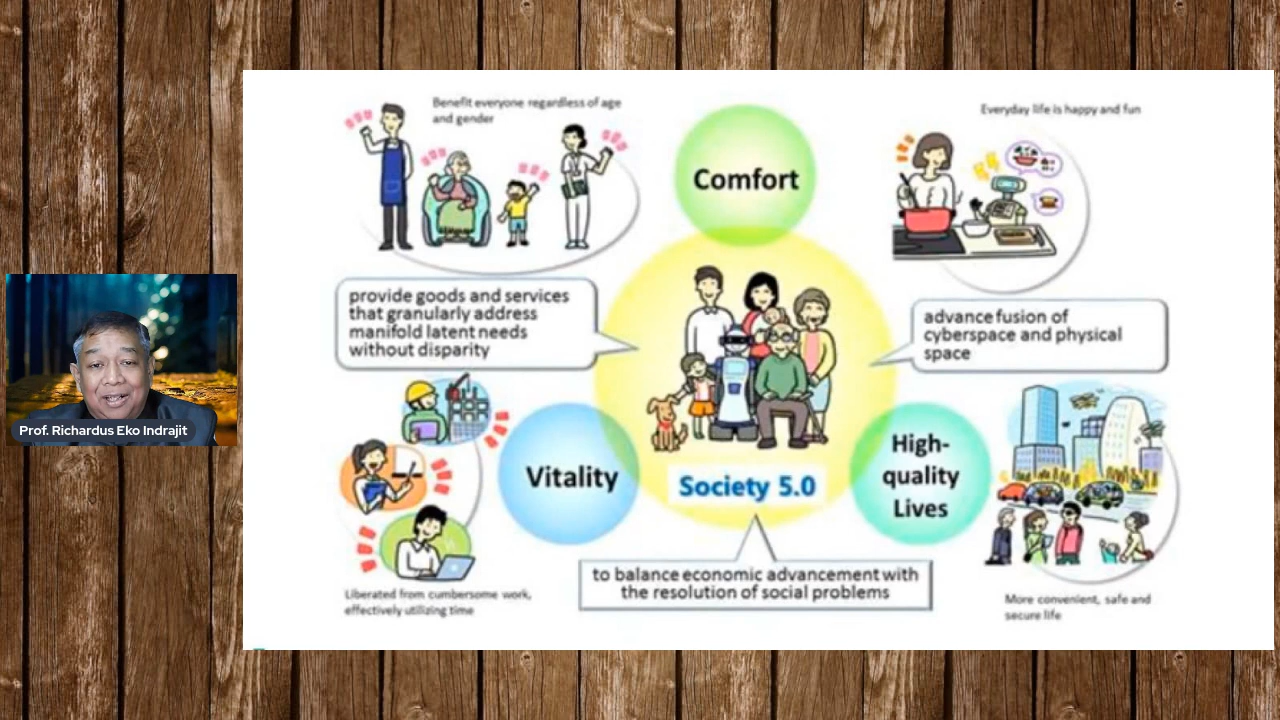 Benefit everyone regardless of age
and gender
Comfort
Everyday life is happy and fun
provide goods and services
that granularly address
manifold latent needs
without disparity
advance fusion of
cyberspace and physical
space
Prof. Richardus Eko Indrajit
Vitality
Society 5.0
High-
quality
Lives
to balance economic advancement with
the resolution of social problems
Liberated from cumbersome work,
effectively utilizing time
More convenient, safe and
secure life